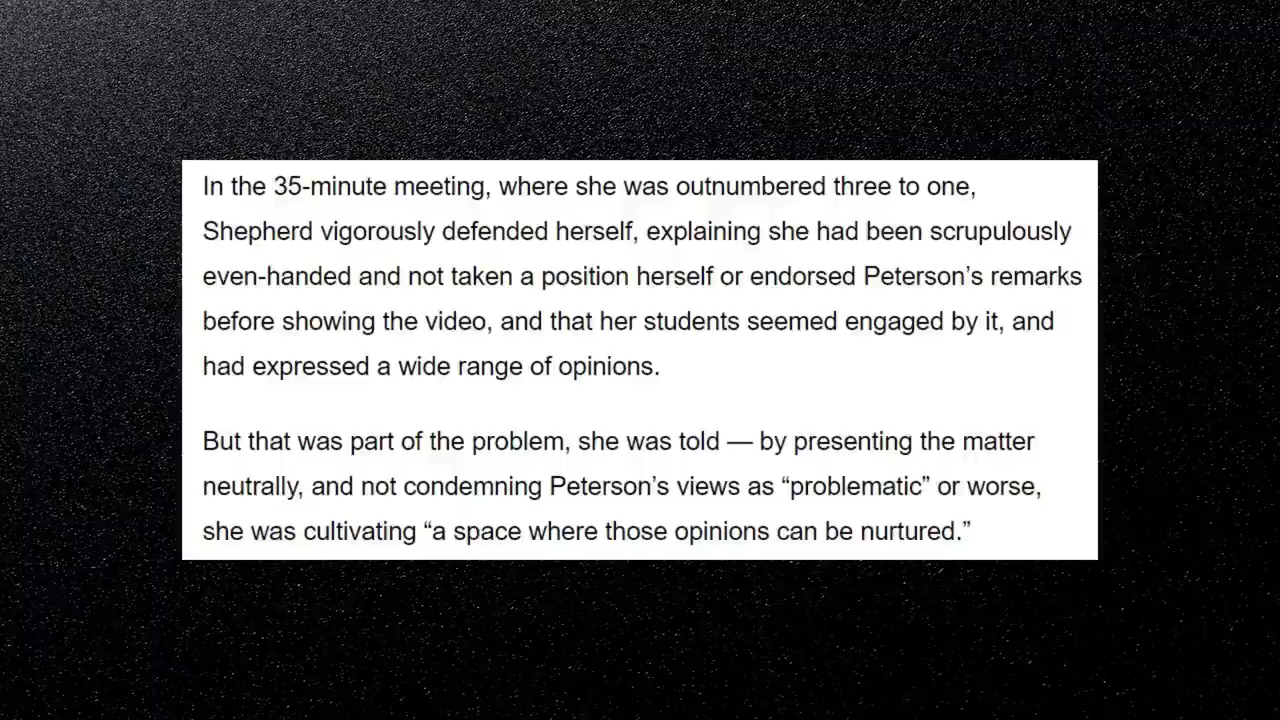 In the 35-minute meeting, where she was outnumbered three to one,
Shepherd vigorously defended herself, explaining she had been scrupulously
even-handed and not taken a position herself or endorsed Peterson’s remarks
before showing the video, and that her students seemed engaged by it, and
had expressed a wide range of opinions.
But that was part of the problem, she was told — by presenting the matter
neutrally, and not condemning Peterson’s views as “problematic” or worse,
she was cultivating “a space where those opinions can be nurtured.”